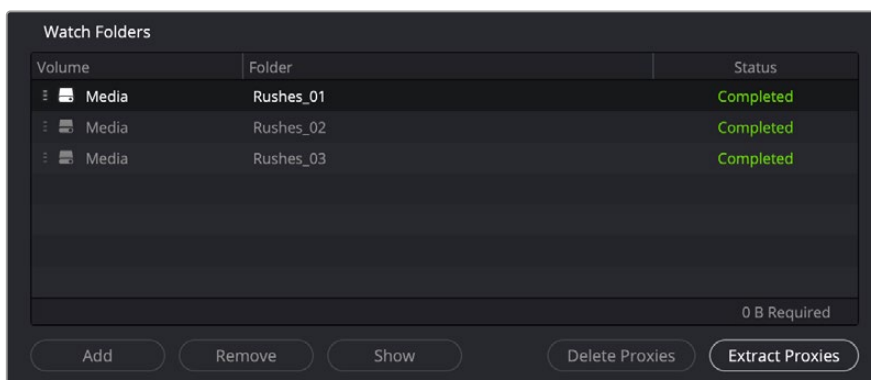 Watch Folders
Volume Folder Status
Media Rushes_01 Completed
Media Rushes_02 Completed
Media Rushes_03 Completed
0 B Required
Add Remove Show Delete Proxies Extract Proxies